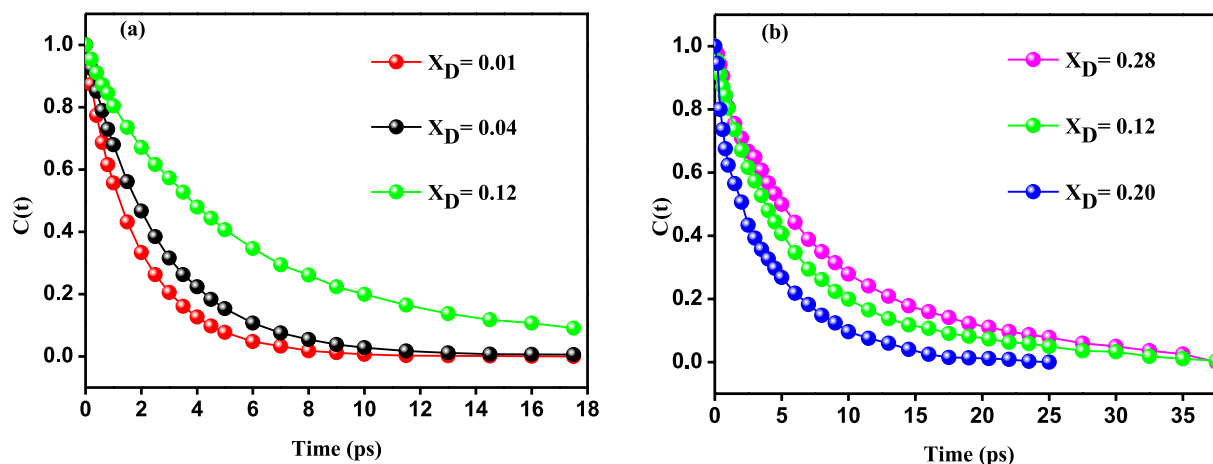 (a)
X_D= 0.01
X_D= 0.04
X_D= 0.12
C(t)
1.0
0.8
0.6
0.4
0.2
0.0
0 2 4 6 8 10 12 14 16 18
Time (ps)
(b)
X_D= 0.28
X_D= 0.12
X_D= 0.20
C(t)
1.0
0.8
0.6
0.4
0.2
0.0
0 5 10 15 20 25 30 35
Time (ps)